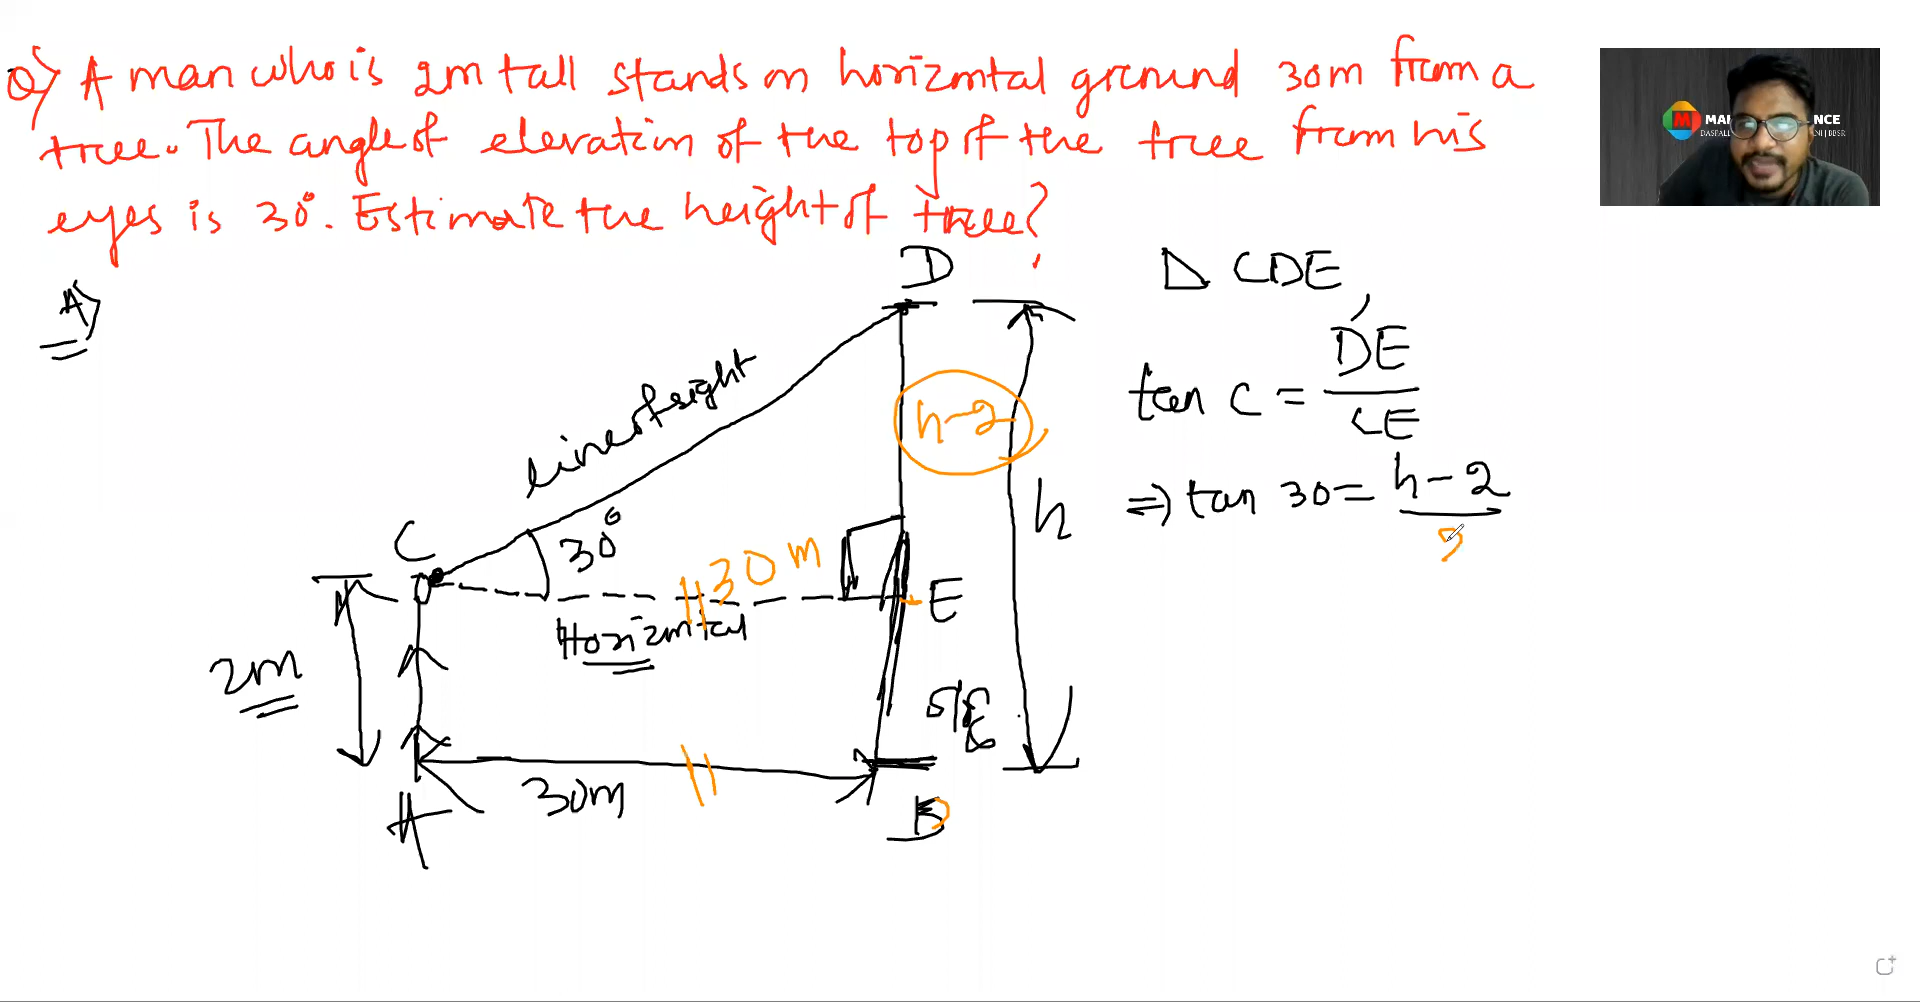 Q) A man who is 2m tall stands on horizontal ground 30m from a
tree. The angle of elevation of the top of the tree from his
eyes is 30°. Estimate the height of tree?
A)
D
line of sight
h-2
h
C
30°
30 m
E
Horizontal
2m
30m
A
B
Δ CDE,
tan C = DE
CE
⇒ tan 30 = h-2
3
M